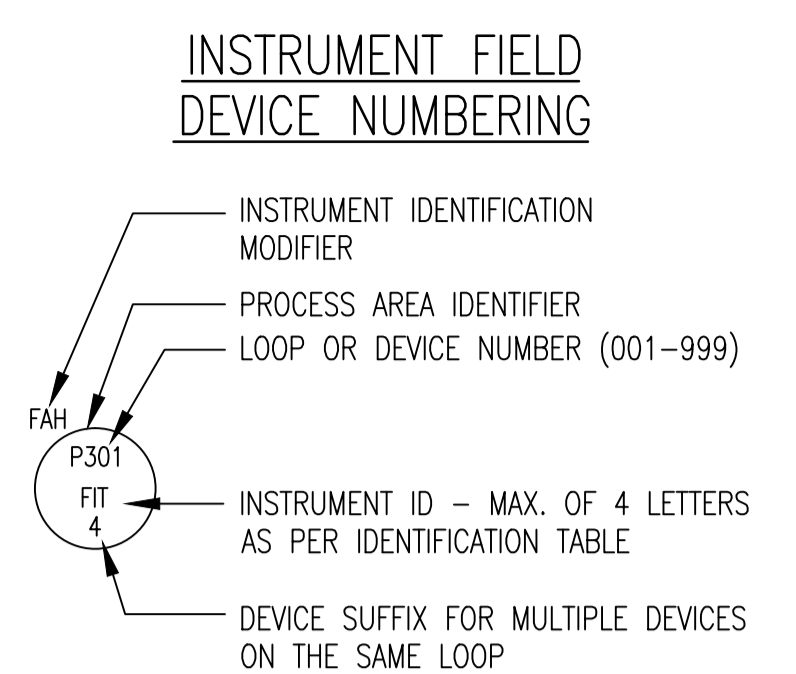 INSTRUMENT FIELD
DEVICE NUMBERING
INSTRUMENT IDENTIFICATION
MODIFIER
PROCESS AREA IDENTIFIER
LOOP OR DEVICE NUMBER (001-999)
FAH
P301
FIT
4
INSTRUMENT ID - MAX. OF 4 LETTERS
AS PER IDENTIFICATION TABLE
DEVICE SUFFIX FOR MULTIPLE DEVICES
ON THE SAME LOOP